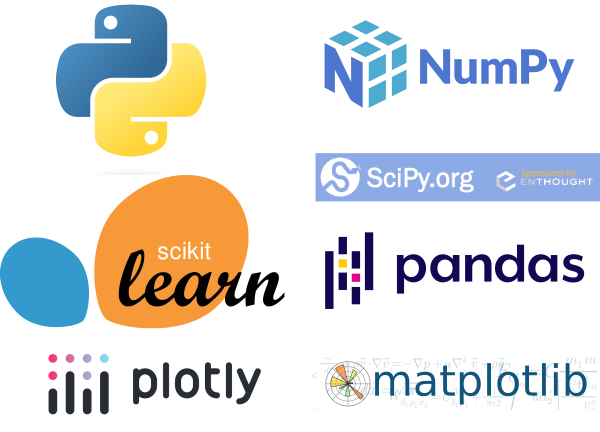 NumPy
SciPy.org
Sponsored By
ENTHOUGHT
scikit
learn
pandas
plotly
matplotlib